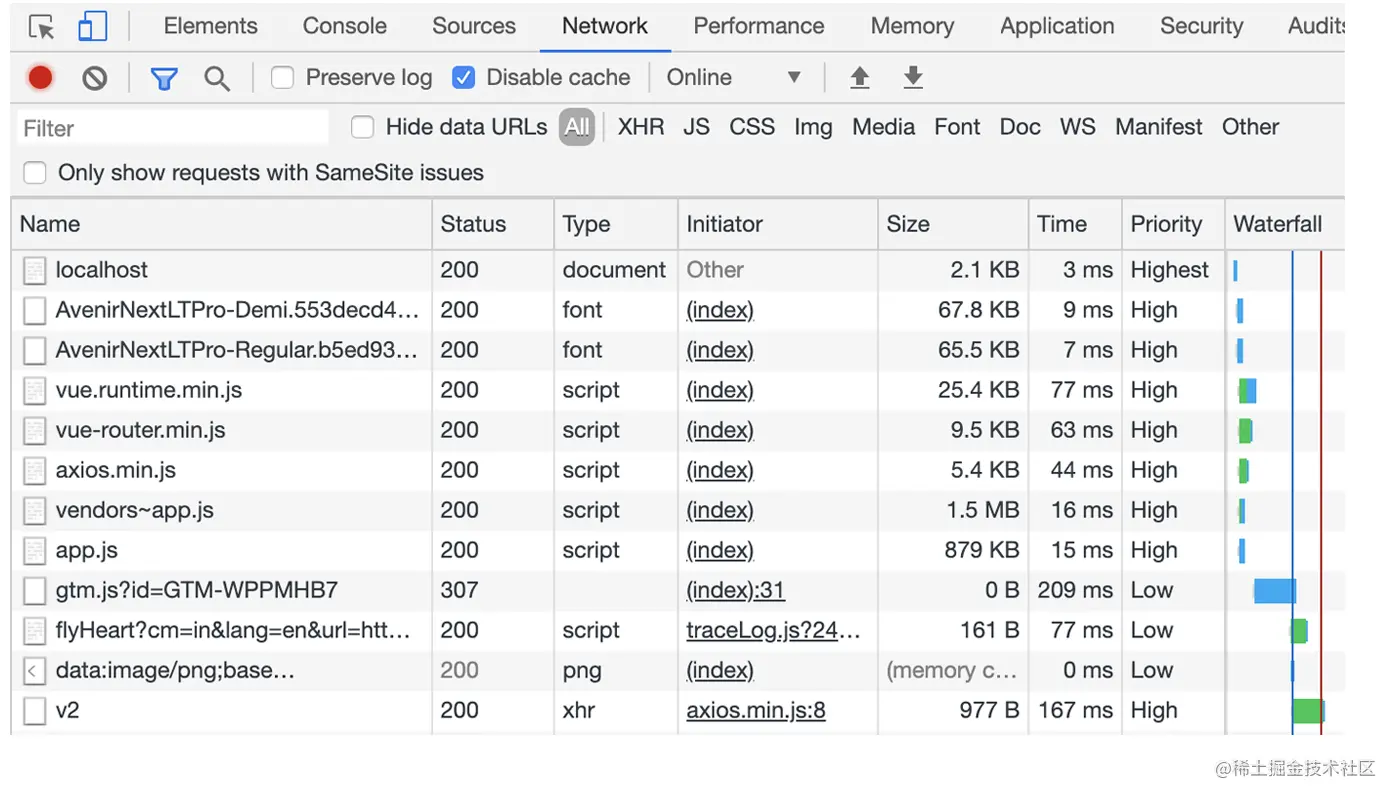 Elements Console Sources Network Performance Memory Application Security Audits
Preserve log Disable cache Online
Filter Hide data URLs All XHR JS CSS Img Media Font Doc WS Manifest Other
Only show requests with SameSite issues
Name Status Type Initiator Size Time Priority Waterfall
localhost 200 document Other 2.1 KB 3 ms Highest
AvenirNextLTPro-Demi.553decd4… 200 font (index) 67.8 KB 9 ms High
AvenirNextLTPro-Regular.b5ed93… 200 font (index) 65.5 KB 7 ms High
vue.runtime.min.js 200 script (index) 25.4 KB 77 ms High
vue-router.min.js 200 script (index) 9.5 KB 63 ms High
axios.min.js 200 script (index) 5.4 KB 44 ms High
vendors~app.js 200 script (index) 1.5 MB 16 ms High
app.js 200 script (index) 879 KB 15 ms High
gtm.js?id=GTM-WPPMHB7 307 (index):31 0 B 209 ms Low
flyHeart?cm=in&lang=en&url=htt… 200 script traceLog.js?24… 161 B 77 ms Low
data:image/png;base… 200 png (index) (memory c… 0 ms Low
v2 200 xhr axios.min.js:8 977 B 167 ms High
@稀土掘金技术社区